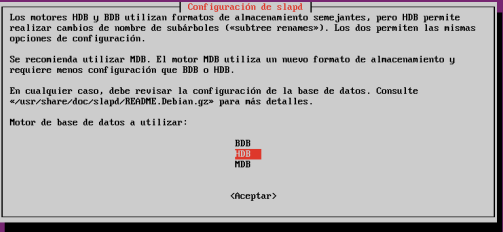 Configuración de slapd
Los motores HDB y BDB utilizan formatos de almacenamiento semejantes, pero HDB permite
realizar cambios de nombre de subárboles («subtree renames»). Los dos permiten las mismas
opciones de configuración.
Se recomienda utilizar MDB. El motor MDB utiliza un nuevo formato de almacenamiento y
requiere menos configuración que BDB o HDB.
En cualquier caso, debe revisar la configuración de la base de datos. Consulte
«/usr/share/doc/slapd/README.Debian.gz» para más detalles.
Motor de base de datos a utilizar:
BDB
HDB
MDB
<Aceptar>